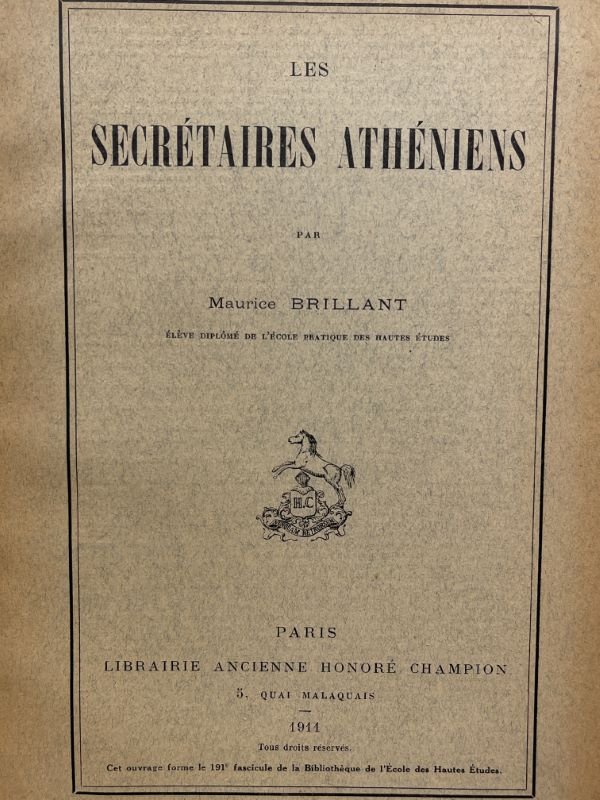 LES
SECRÉTAIRES ATHÉNIENS
PAR
Maurice BRILLANT
ÉLÈVE DIPLÔMÉ DE L'ÉCOLE PRATIQUE DES HAUTES ÉTUDES
H.C
PARIS
LIBRAIRIE ANCIENNE HONORÉ CHAMPION
5, QUAI MALAQUAIS
1911
Tous droits réservés.
Cet ouvrage forme le 191e fascicule de la Bibliothèque de l'École des Hautes Études.